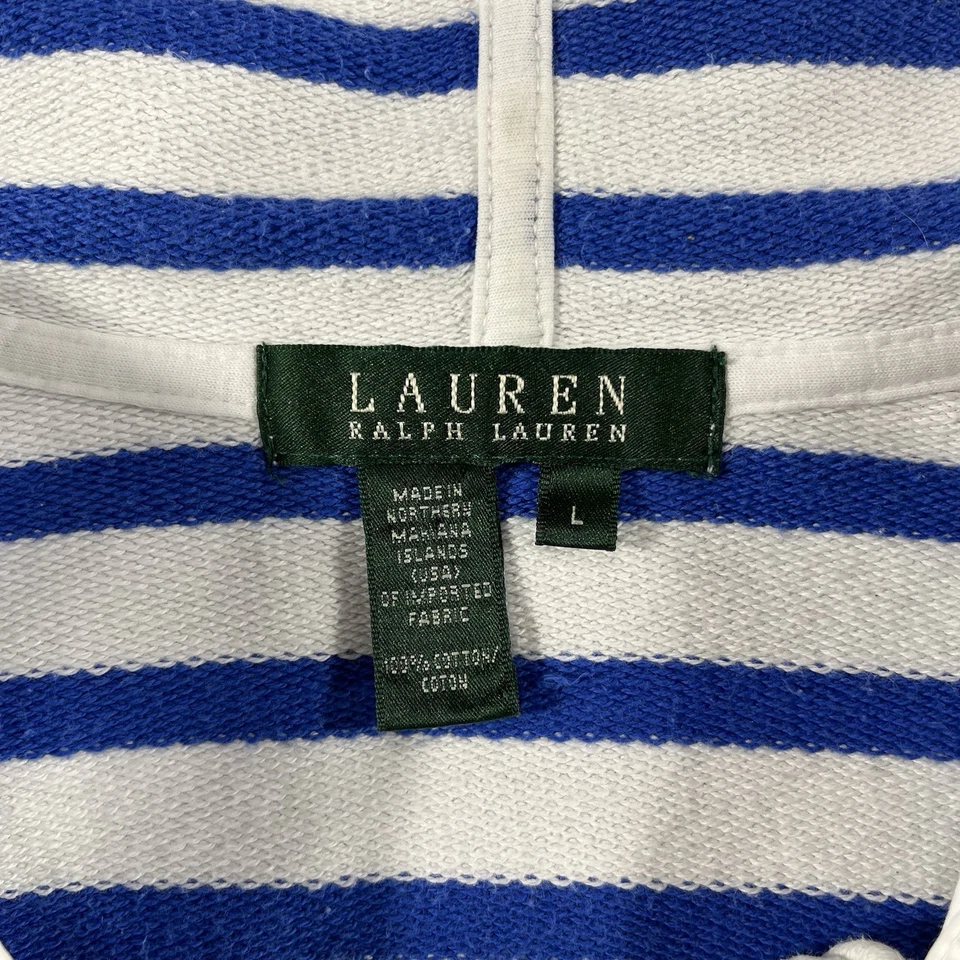 LAUREN
RALPH LAUREN
MADE IN
NORTHERN
MARIANA
ISLANDS
(USA)
OF IMPORTED
FABRIC
100% COTTON/
COTON
L